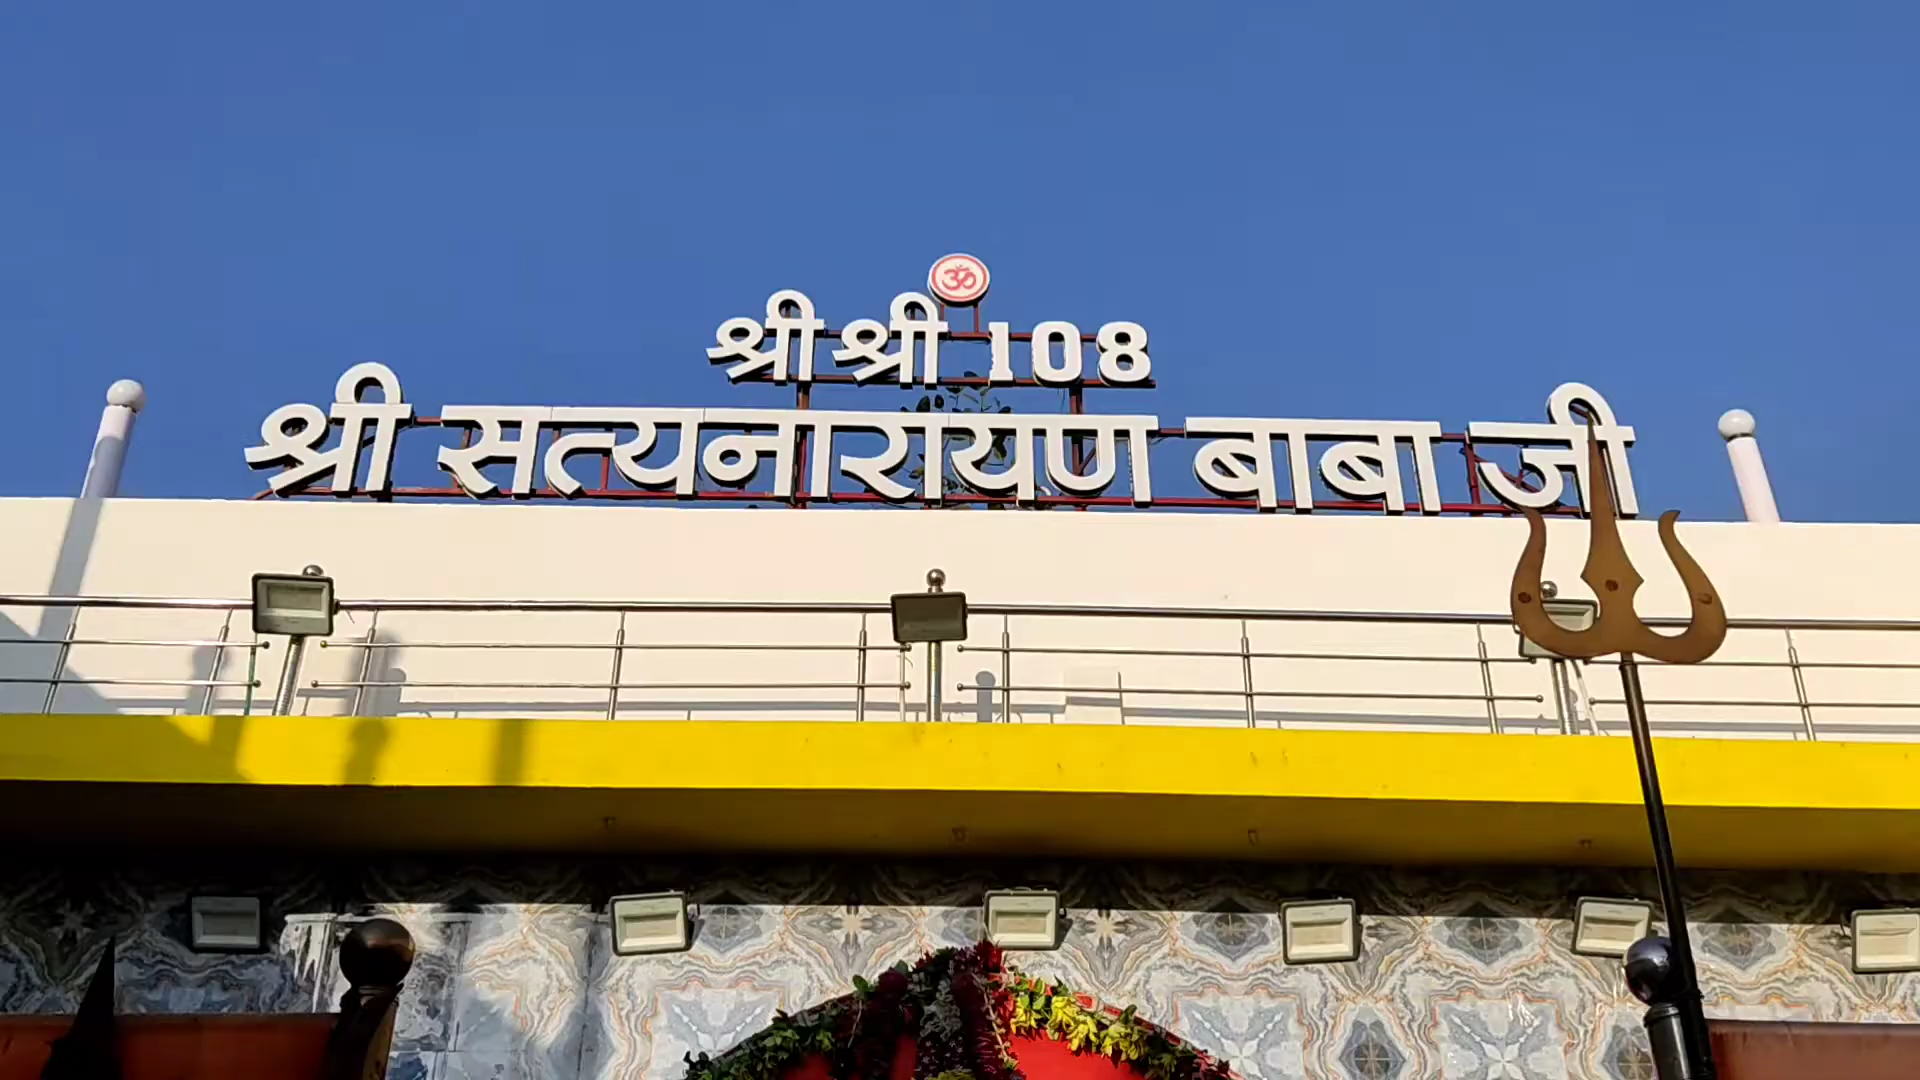 ॐ
श्री श्री 108
श्री सत्यनारायण बाबा जी